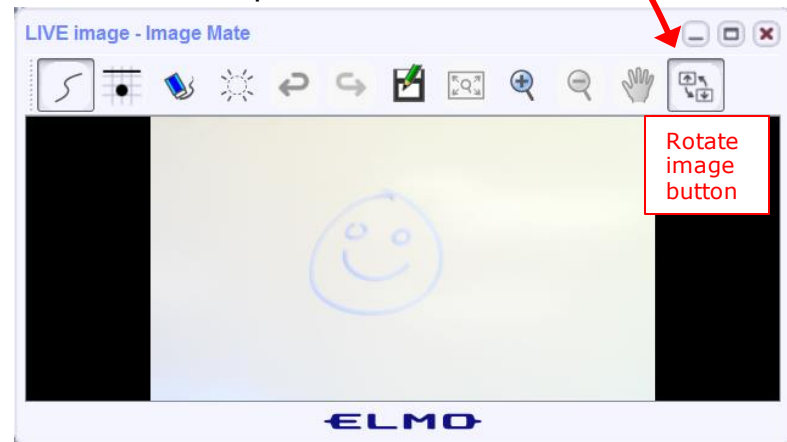 LIVE image - Image Mate
Rotate
image
button
ELMO